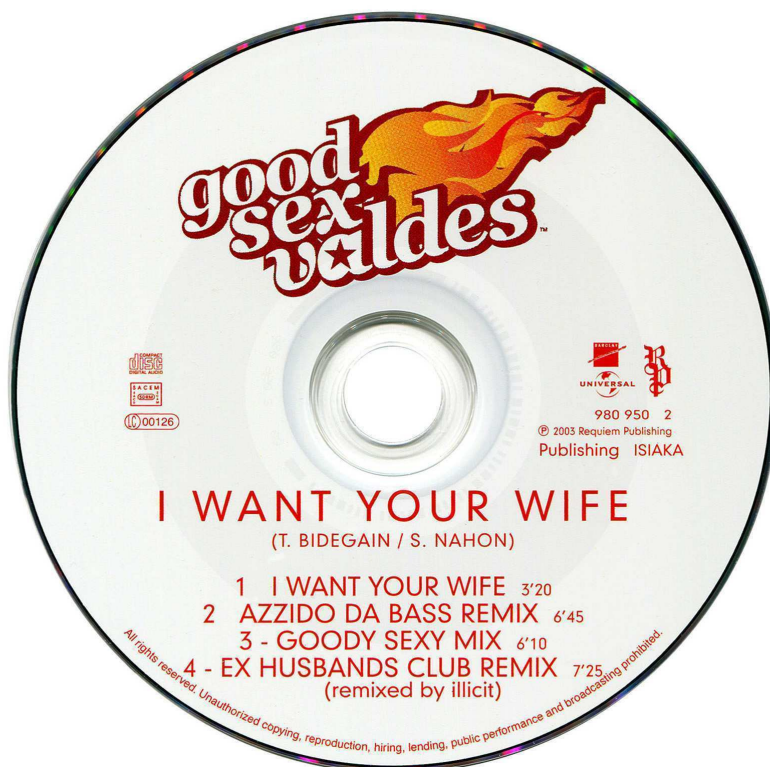 good
sex
valdes
TM
COMPACT
disc
DIGITAL AUDIO
SACEM
LC 00126
BARCLAY
UNIVERSAL
RP
980 950 2
℗ 2003 Requiem Publishing
Publishing ISIAKA
I WANT YOUR WIFE
(T. BIDEGAIN / S. NAHON)
1 I WANT YOUR WIFE 3'20
2 AZZIDO DA BASS REMIX 6'45
3 - GOODY SEXY MIX 6'10
4 - EX HUSBANDS CLUB REMIX 7'25
(remixed by illicit)
All rights reserved. Unauthorized copying, reproduction, hiring, lending, public performance and broadcasting prohibited.